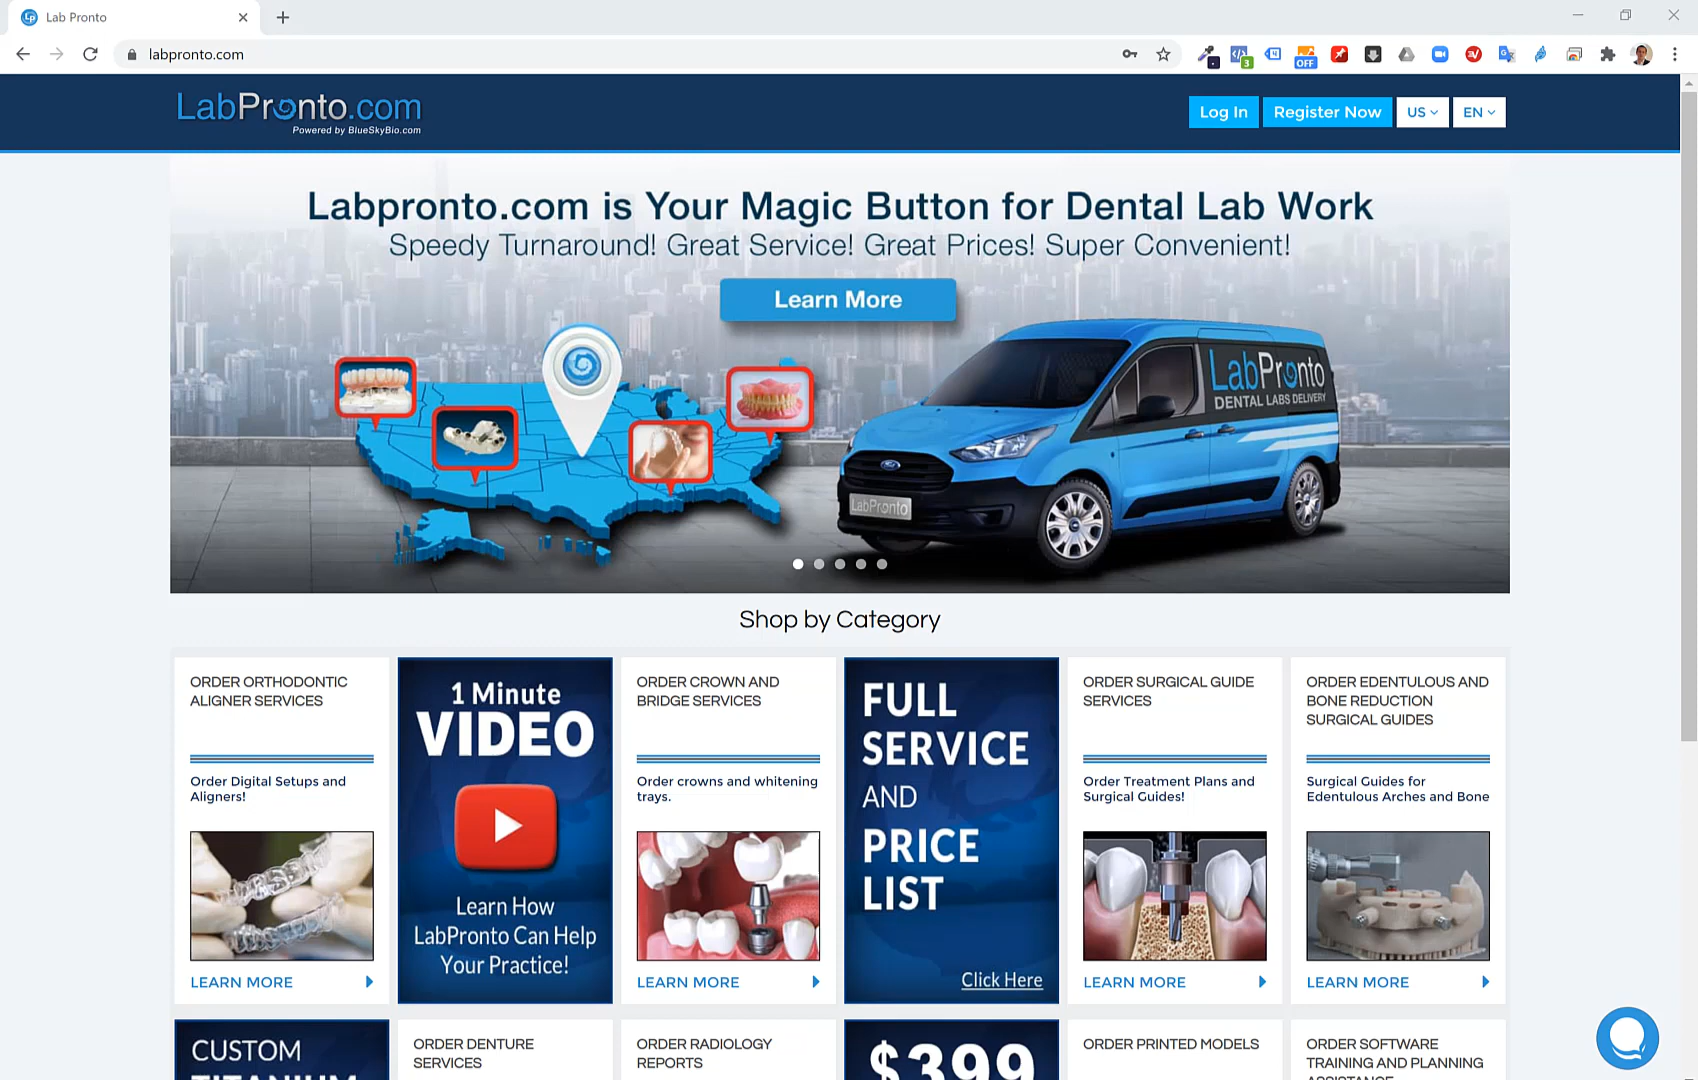 Lab Pronto
labpronto.com
3
OFF
LabPronto.com
Powered by BlueSkyBio.com
Log In
Register Now
US
EN
Labpronto.com is Your Magic Button for Dental Lab Work
Speedy Turnaround! Great Service! Great Prices! Super Convenient!
Learn More
LabPronto
DENTAL LABS DELIVERY
LabPronto
Shop by Category
ORDER ORTHODONTIC
ALIGNER SERVICES
Order Digital Setups and
Aligners!
LEARN MORE
1 Minute
VIDEO
Learn How
LabPronto Can Help
Your Practice!
ORDER CROWN AND
BRIDGE SERVICES
Order crowns and whitening
trays.
LEARN MORE
FULL
SERVICE
AND
PRICE
LIST
Click Here
ORDER SURGICAL GUIDE
SERVICES
Order Treatment Plans and
Surgical Guides!
LEARN MORE
ORDER EDENTULOUS AND
BONE REDUCTION
SURGICAL GUIDES
Surgical Guides for
Edentulous Arches and Bone
LEARN MORE
CUSTOM
TITANIUM
ORDER DENTURE
SERVICES
ORDER RADIOLOGY
REPORTS
$399
ORDER PRINTED MODELS
ORDER SOFTWARE
TRAINING AND PLANNING
ASSISTANCE